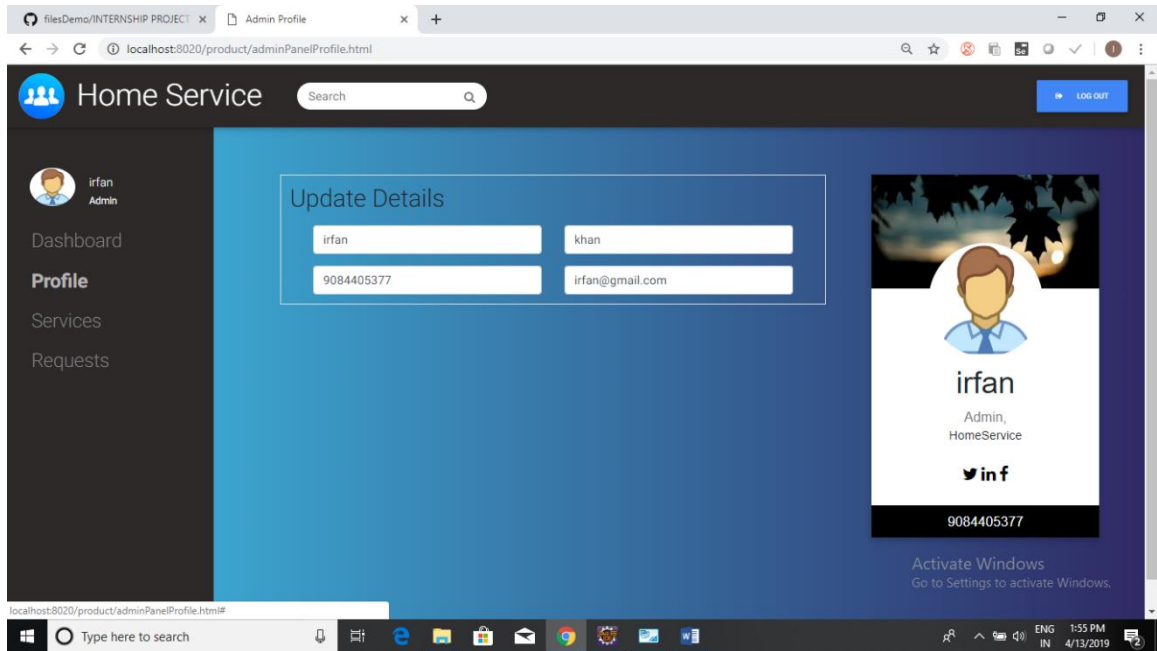 filesDemo/INTERNSHIP PROJECT
Admin Profile
localhost:8020/product/adminPanelProfile.html
Se
I
Home Service
Search
LOG OUT
irfan
Admin
Dashboard
Profile
Services
Requests
Update Details
irfan
khan
9084405377
irfan@gmail.com
irfan
Admin,
HomeService
in f
9084405377
Activate Windows
Go to Settings to activate Windows.
localhost:8020/product/adminPanelProfile.html#
Type here to search
ENG
IN
1:55 PM
4/13/2019
2